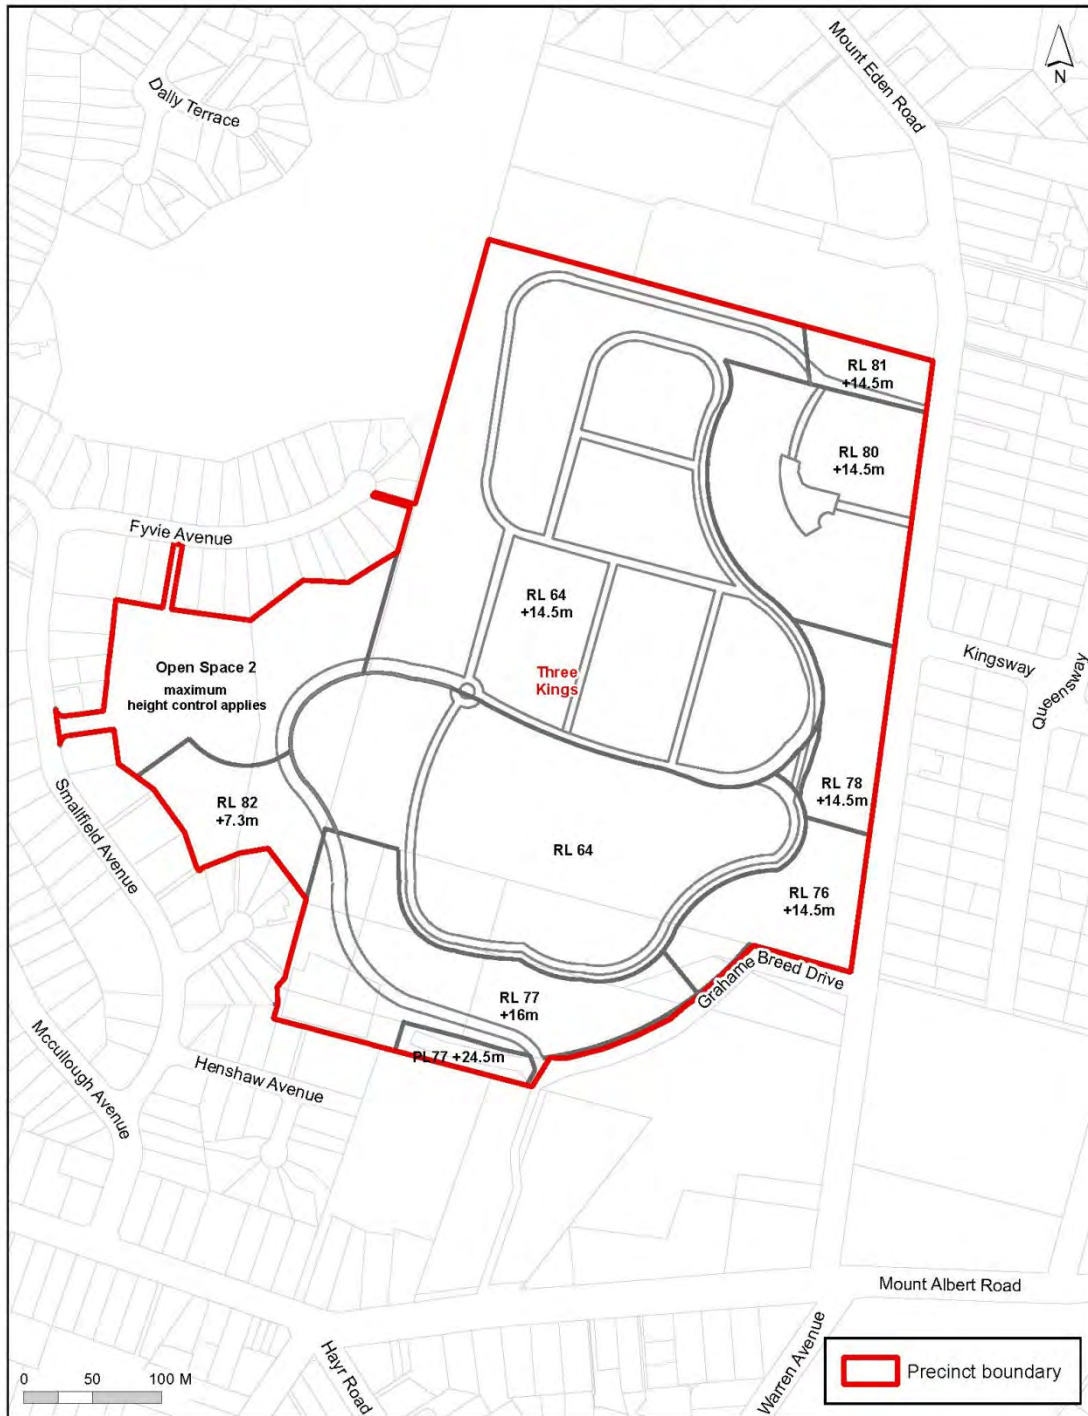 Mount Eden Road
N
Dally Terrace
RL 81
+14.5m
RL 80
+14.5m
Fyvie Avenue
RL 64
+14.5m
Kingsway
Queensway
Three
Kings
Open Space 2
maximum
height control applies
RL 78
+14.5m
Smallfield Avenue
RL 82
+7.3m
RL 64
RL 76
+14.5m
Grahame Breed Drive
RL 77
+16m
RL77 +24.5m
Mccullough Avenue
Henshaw Avenue
Mount Albert Road
Hayr Road
Warren Avenue
Precinct boundary
0 50 100 M